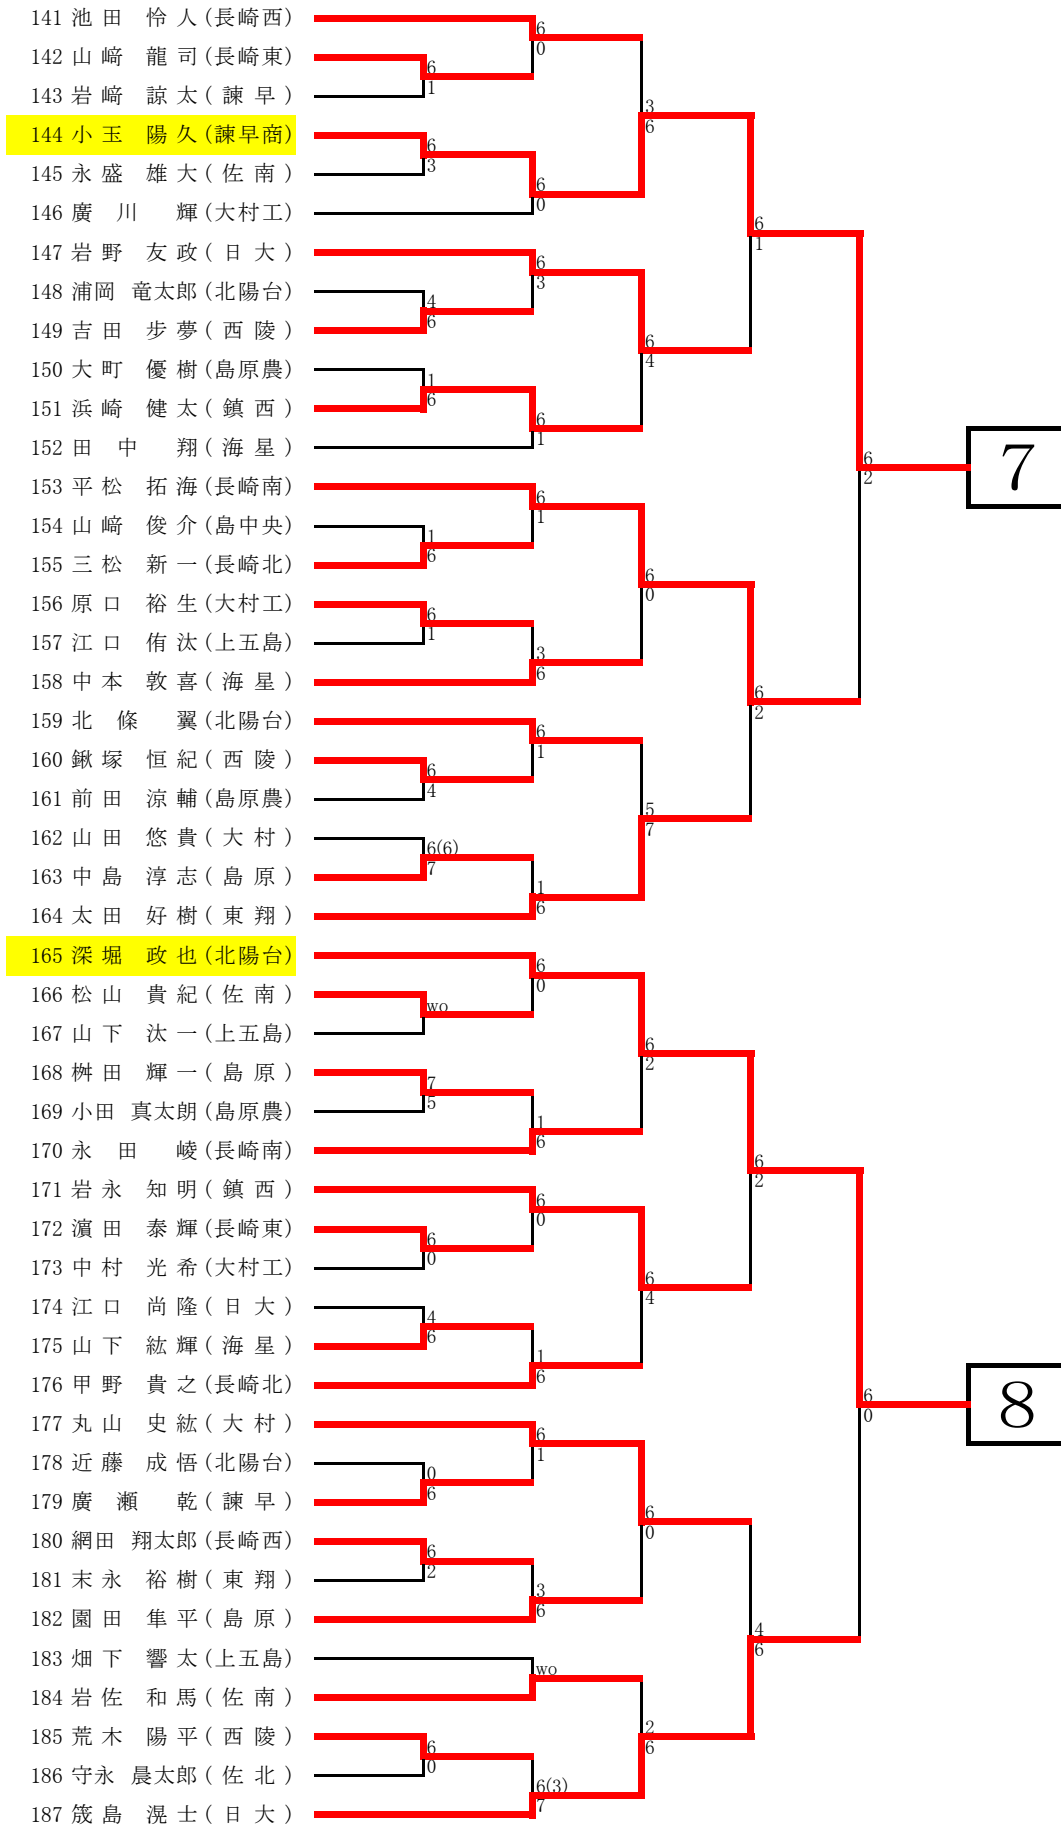 141 池田 怜人(長崎西)
6
0
142 山﨑 龍司(長崎東)
6
1
143 岩﨑 諒太(諫早)
3
6
144 小玉 陽久(諫早商)
6
3
145 永盛 雄大(佐南)
6
0
146 廣川 輝(大村工)
6
1
147 岩野 友政(日大)
6
3
148 浦岡 竜太郎(北陽台)
4
6
149 吉田 歩夢(西陵)
6
4
150 大町 優樹(島原農)
1
6
151 浜崎 健太(鎮西)
6
1
152 田中 翔(海星)
6
2
7
153 平松 拓海(長崎南)
6
1
154 山﨑 俊介(島中央)
1
6
155 三松 新一(長崎北)
6
0
156 原口 裕生(大村工)
6
1
157 江口 侑汰(上五島)
3
6
158 中本 敦喜(海星)
6
2
159 北條 翼(北陽台)
6
1
160 鍬塚 恒紀(西陵)
6
4
161 前田 涼輔(島原農)
5
7
162 山田 悠貴(大村)
6(6)
7
163 中島 淳志(島原)
1
6
164 太田 好樹(東翔)
165 深堀 政也(北陽台)
6
0
166 松山 貴紀(佐南)
wo
167 山下 汰一(上五島)
6
2
168 桝田 輝一(島原)
7
5
169 小田 真太朗(島原農)
1
6
170 永田 崚(長崎南)
6
2
171 岩永 知明(鎮西)
6
0
172 濵田 泰輝(長崎東)
6
0
173 中村 光希(大村工)
6
4
174 江口 尚隆(日大)
4
6
175 山下 紘輝(海星)
1
6
176 甲野 貴之(長崎北)
6
0
8
177 丸山 史紘(大村)
6
1
178 近藤 成悟(北陽台)
0
6
179 廣瀬 乾(諫早)
6
0
180 網田 翔太郎(長崎西)
6
2
181 末永 裕樹(東翔)
3
6
182 園田 隼平(島原)
4
6
183 畑下 響太(上五島)
wo
184 岩佐 和馬(佐南)
2
6
185 荒木 陽平(西陵)
6
0
186 守永 晨太郎(佐北)
6(3)
7
187 筬島 滉士(日大)